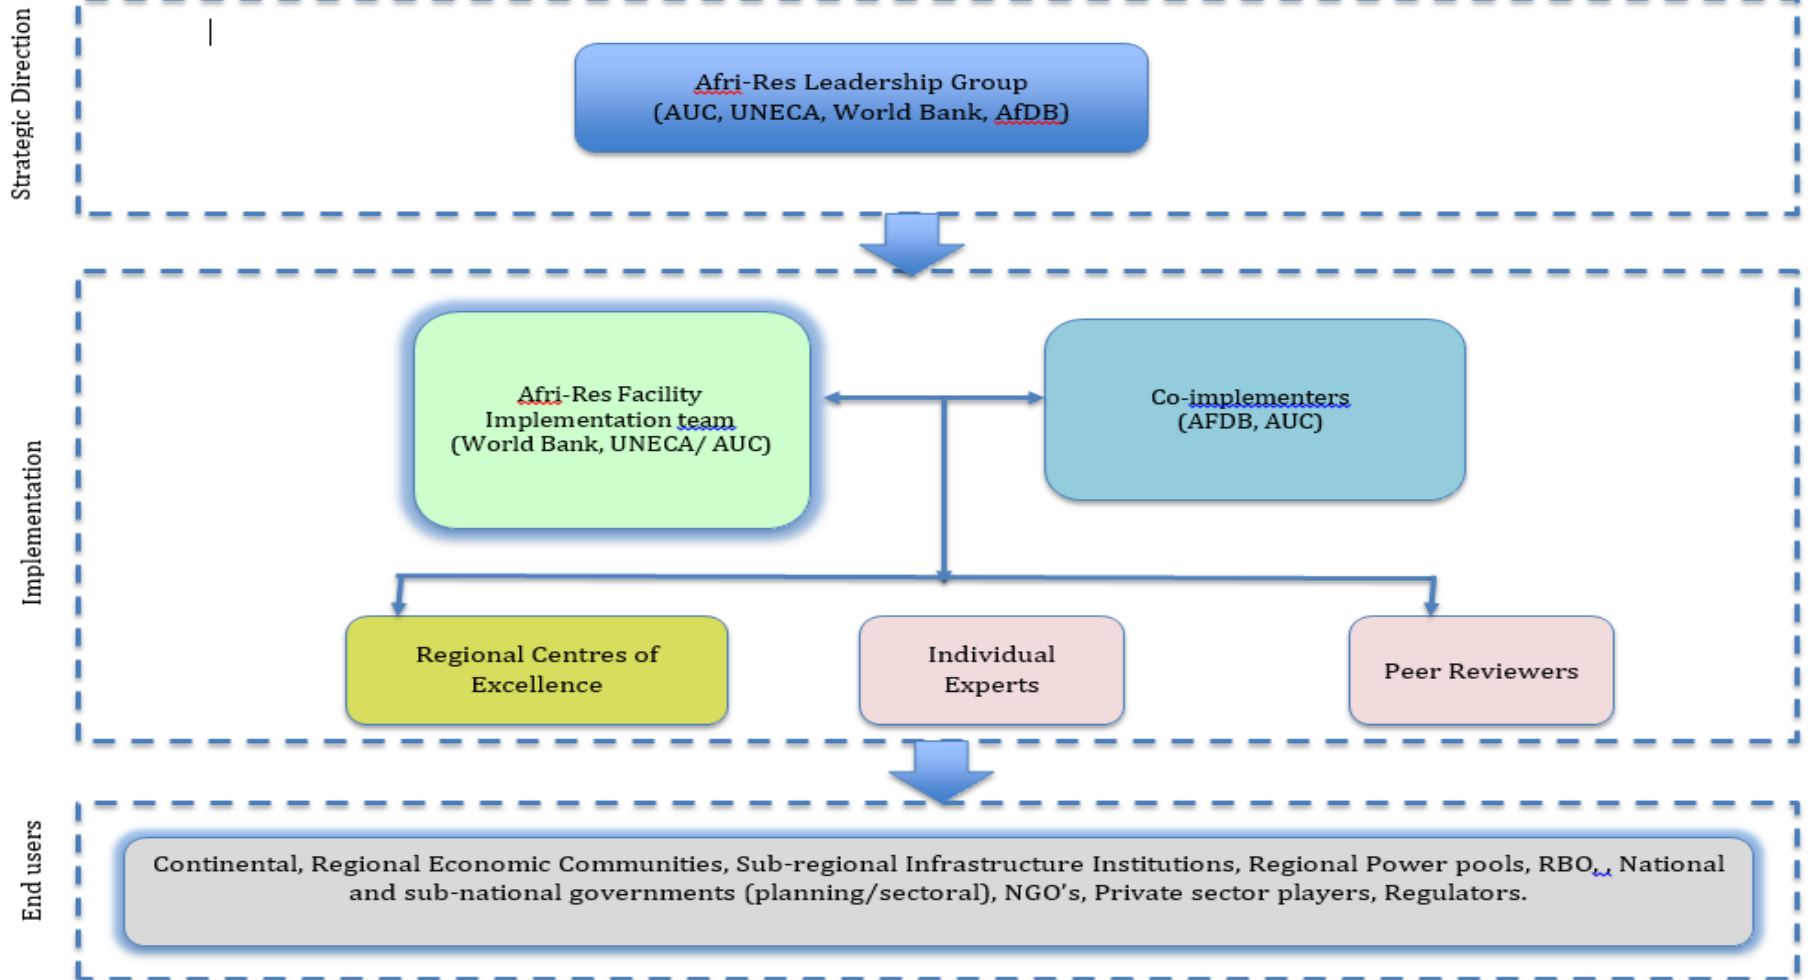 Strategic Direction
Afri-Res Leadership Group
(AUC, UNECA, World Bank, AfDB)
Implementation
Afri-Res Facility
Implementation team
(World Bank, UNECA/ AUC)
Co-implementers
(AFDB, AUC)
Regional Centres of
Excellence
Individual
Experts
Peer Reviewers
End users
Continental, Regional Economic Communities, Sub-regional Infrastructure Institutions, Regional Power pools, RBO, , National
and sub-national governments (planning/sectoral), NGO's, Private sector players, Regulators.